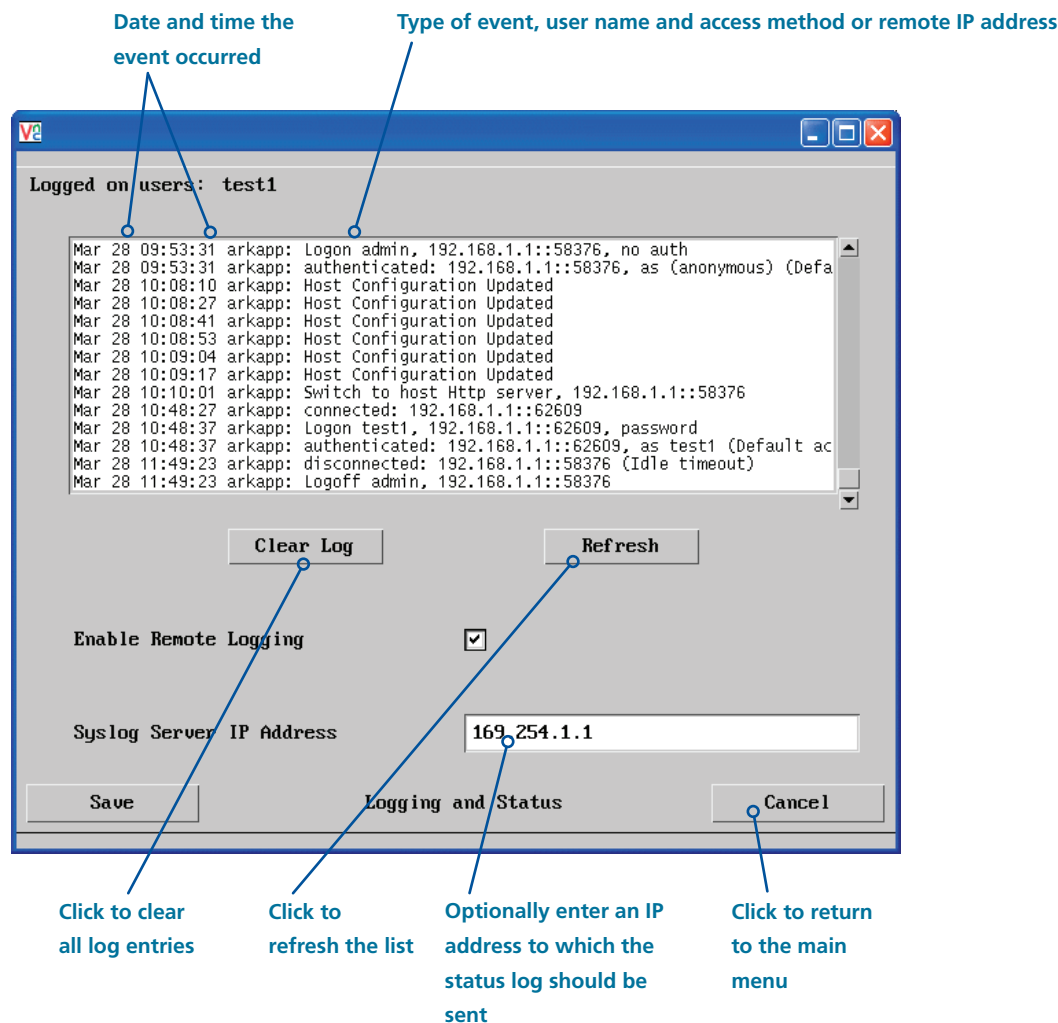 Date and time the
event occurred
Type of event, user name and access method or remote IP address
Logged on users: test1
Mar 28 09:53:31 arkapp: Logon admin, 192.168.1.1::58376, no auth
Mar 28 09:53:31 arkapp: authenticated: 192.168.1.1::58376, as (anonymous) (Defa
Mar 28 10:08:10 arkapp: Host Configuration Updated
Mar 28 10:08:27 arkapp: Host Configuration Updated
Mar 28 10:08:41 arkapp: Host Configuration Updated
Mar 28 10:08:53 arkapp: Host Configuration Updated
Mar 28 10:09:04 arkapp: Host Configuration Updated
Mar 28 10:09:17 arkapp: Host Configuration Updated
Mar 28 10:10:01 arkapp: Switch to host Http server, 192.168.1.1::58376
Mar 28 10:48:27 arkapp: connected: 192.168.1.1::62609
Mar 28 10:48:37 arkapp: Logon test1, 192.168.1.1::62609, password
Mar 28 10:48:37 arkapp: authenticated: 192.168.1.1::62609, as test1 (Default ac
Mar 28 11:49:23 arkapp: disconnected: 192.168.1.1::58376 (Idle timeout)
Mar 28 11:49:23 arkapp: Logoff admin, 192.168.1.1::58376
Clear Log
Refresh
Enable Remote Logging
Syslog Server IP Address
169.254.1.1
Save
Logging and Status
Cancel
Click to clear
all log entries
Click to
refresh the list
Optionally enter an IP
address to which the
status log should be
sent
Click to return
to the main
menu